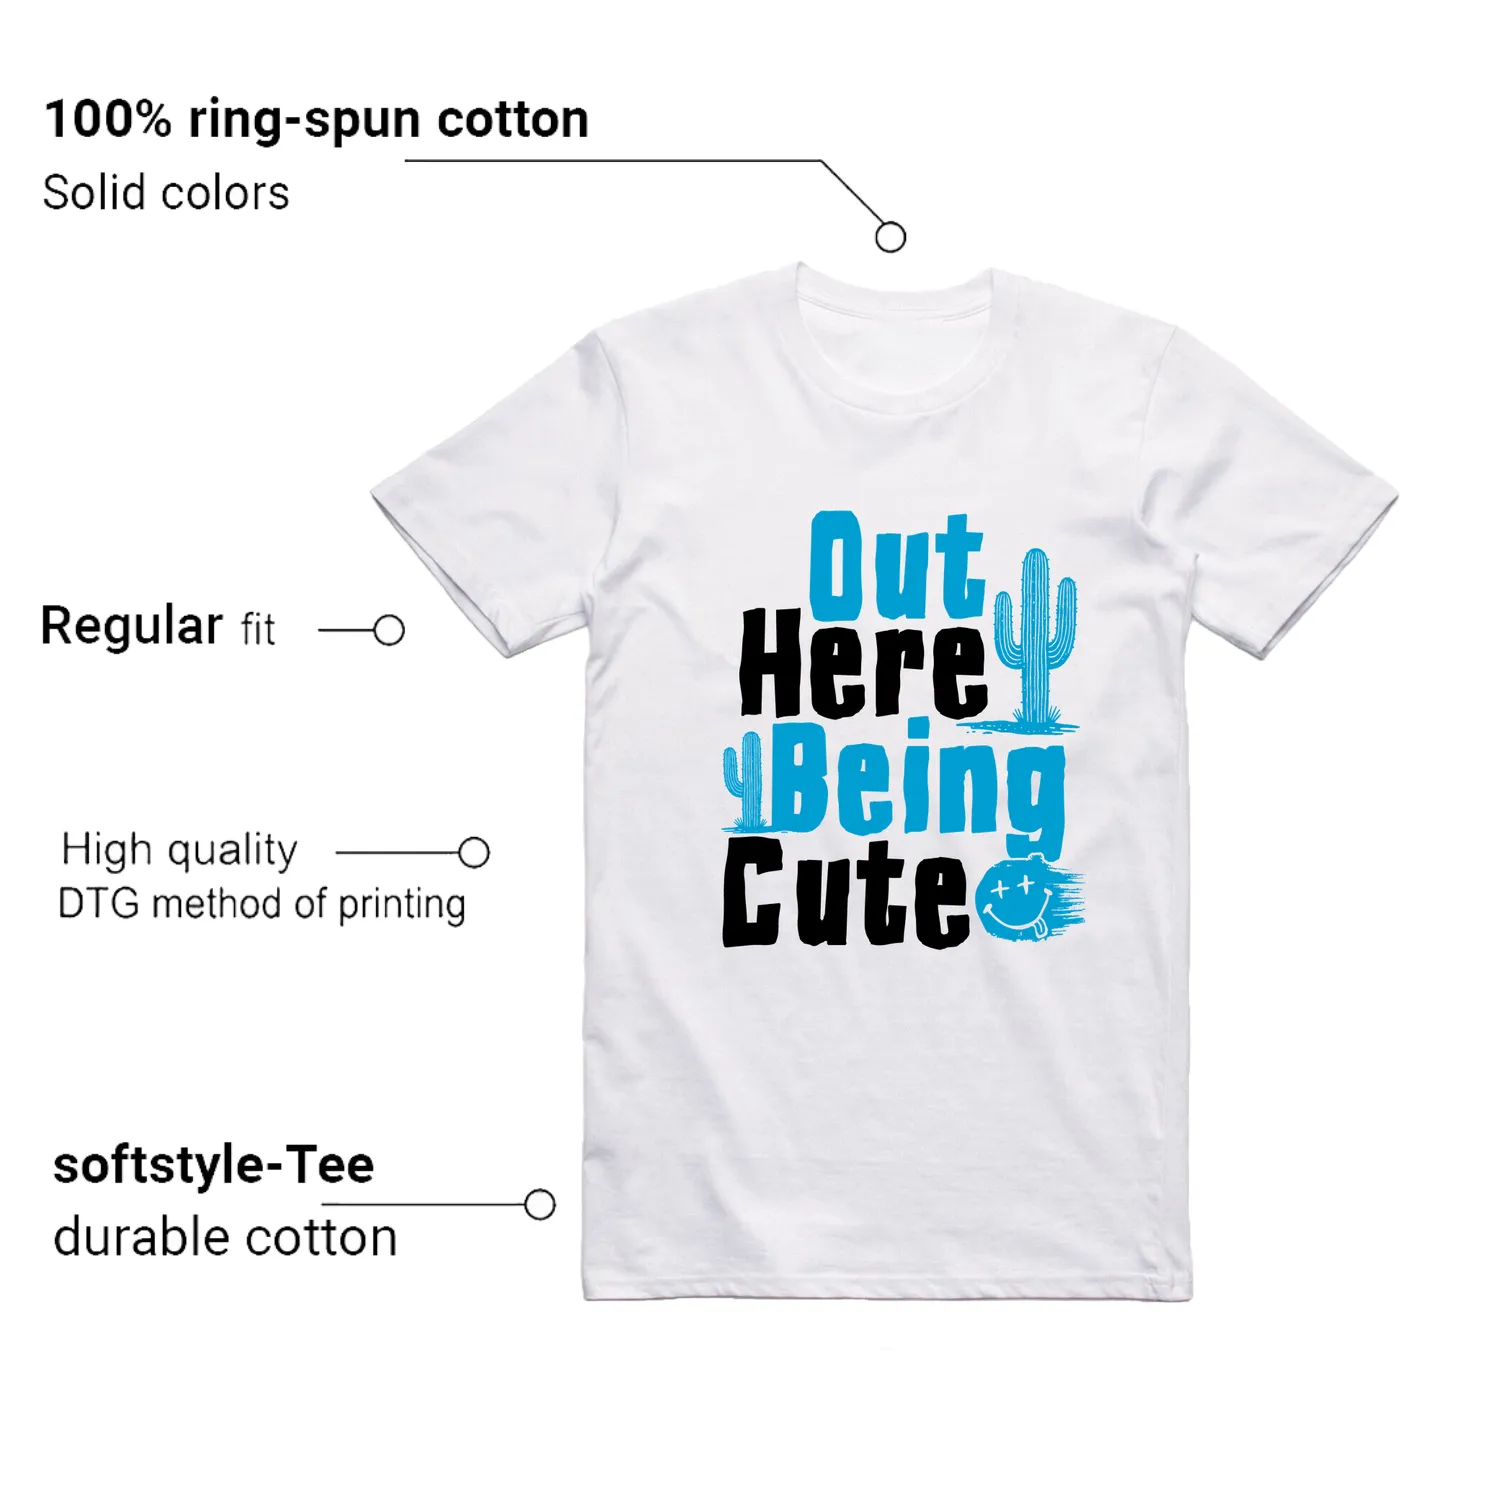 100% ring-spun cotton
Solid colors
Regular fit
High quality
DTG method of printing
softstyle-Tee
durable cotton
Out
Here
Being
Cute